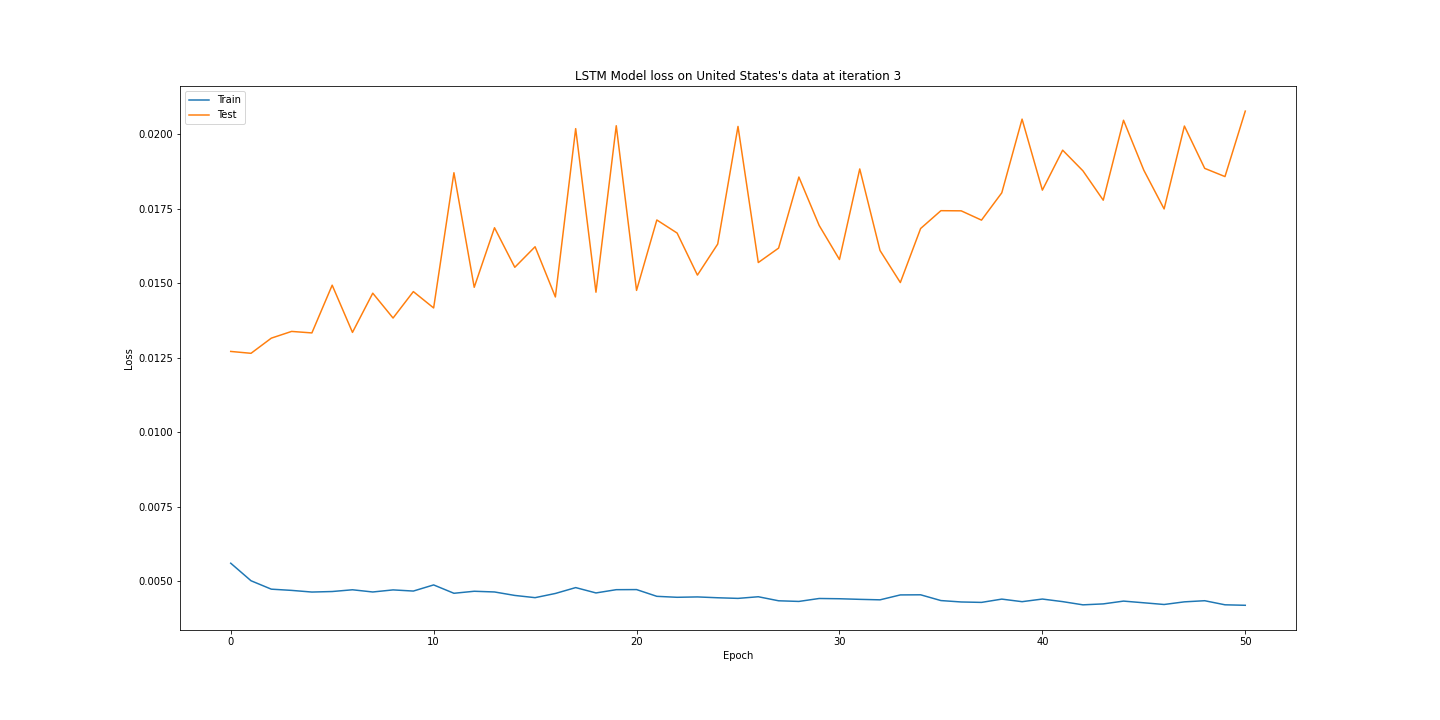 LSTM Model loss on United States's data at iteration 3
Train
Test
0.0200
0.0175
0.0150
0.0125
0.0100
0.0075
0.0050
Loss
0 10 20 30 40 50
Epoch